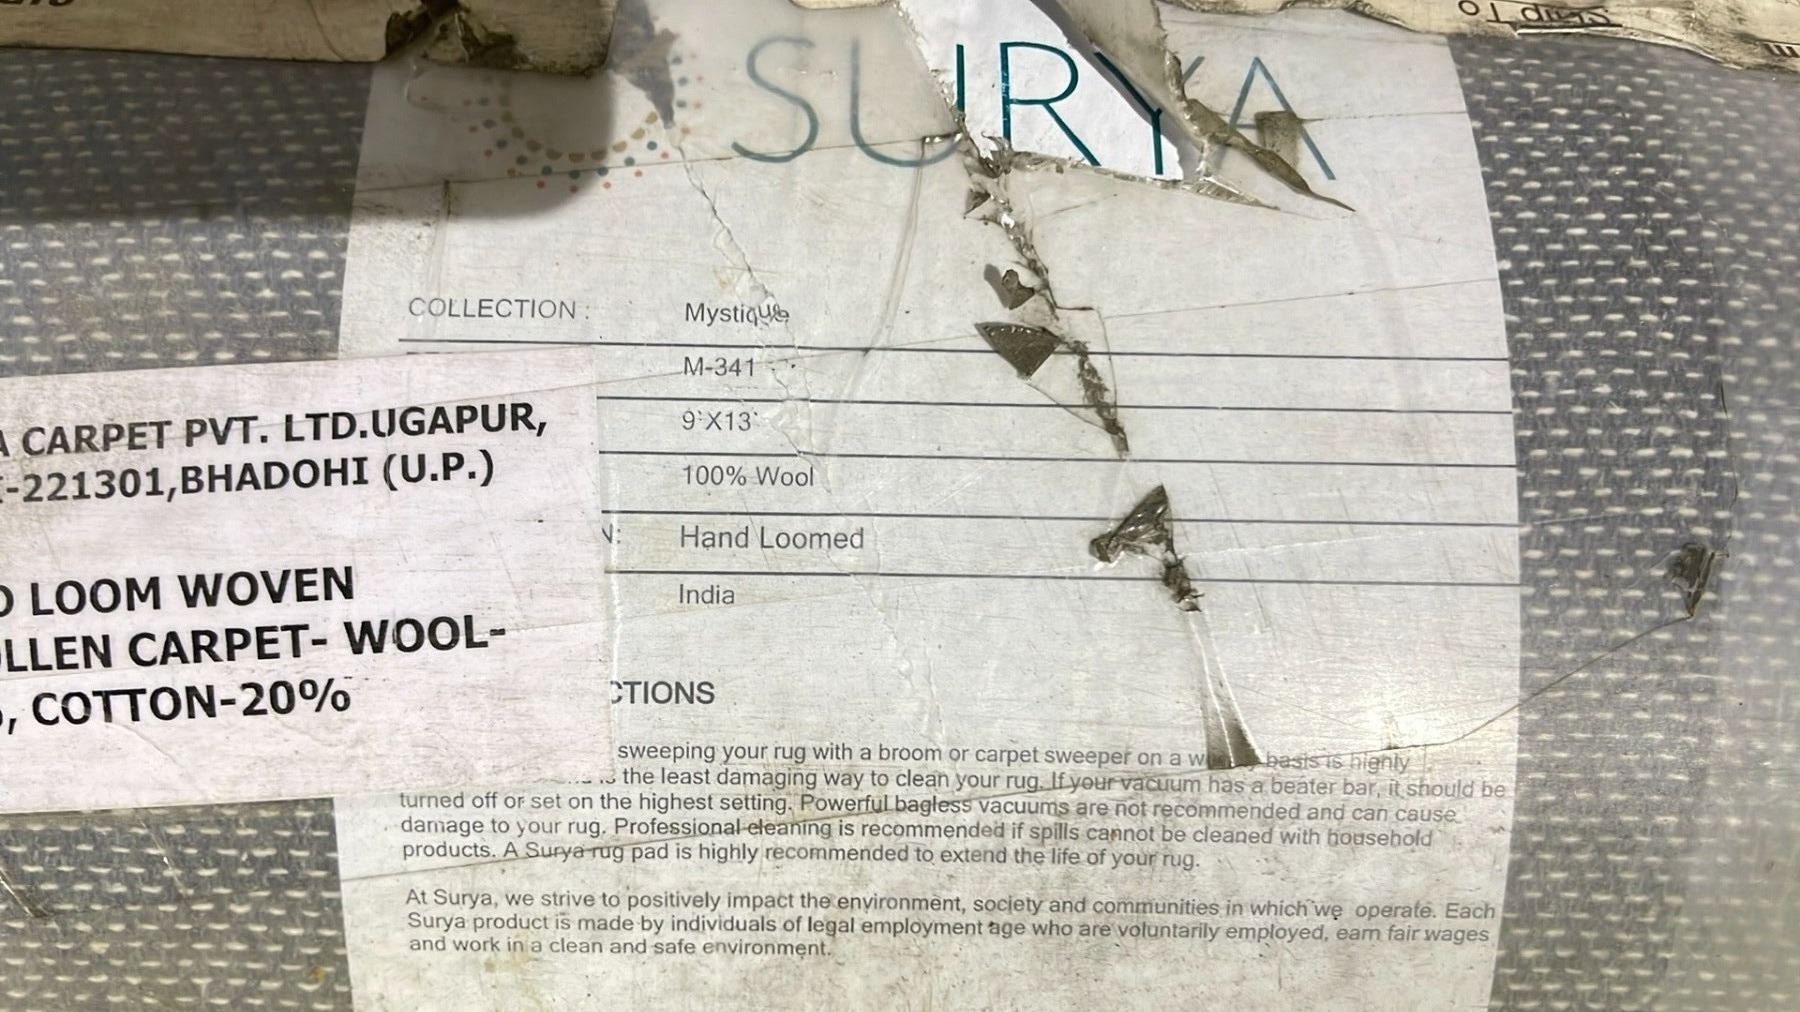 SURYA
COLLECTION : Mystique
M-341
9'X13'
100% Wool
N: Hand Loomed
India
A CARPET PVT. LTD.UGAPUR,
-221301,BHADOHI (U.P.)
D LOOM WOVEN
LLEN CARPET- WOOL-
, COTTON-20%
CTIONS
sweeping your rug with a broom or carpet sweeper on a basis is highly
the least damaging way to clean your rug. If your vacuum has a beater bar, it should be
turned off or set on the highest setting. Powerful bagless vacuums are not recommended and can cause
damage to your rug. Professional cleaning is recommended if spills cannot be cleaned with household
products. A Surya rug pad is highly recommended to extend the life of your rug.
At Surya, we strive to positively impact the environment, society and communities in which we operate. Each
Surya product is made by individuals of legal employment age who are voluntarily employed, earn fair wages
and work in a clean and safe environment.